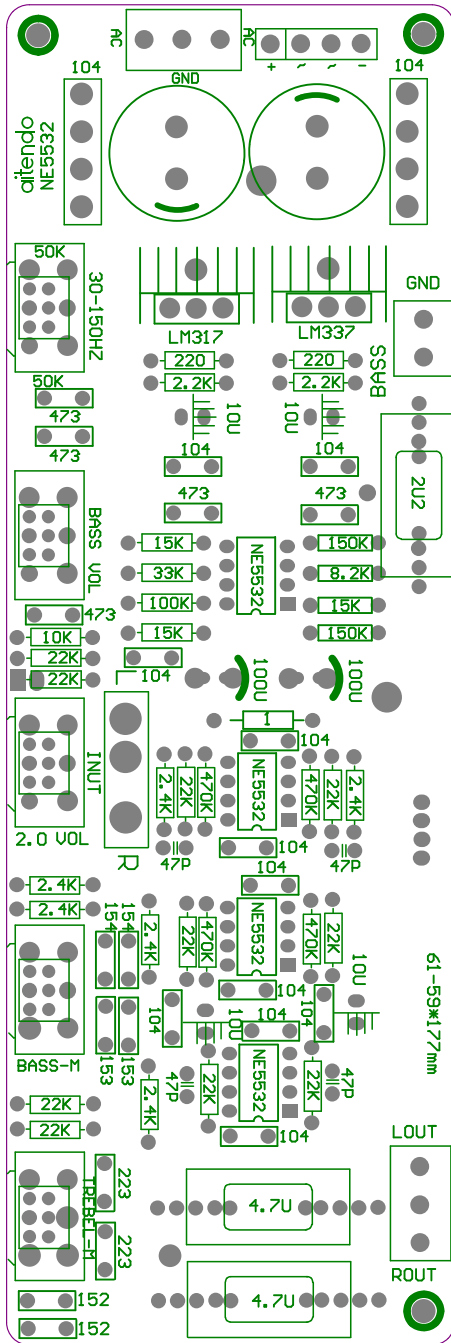 AC
AC
GND
+ ~ ~ -
104
104
aitendo
NE5532
50K
30-150HZ
50K
473
473
LM317
LM337
GND
BASS
220
220
2.2K
2.2K
10U
10U
104
104
473
473
2U2
BASS VOL
473
15K
33K
100K
15K
NE5532
150K
8.2K
15K
150K
10K
22K
22K
104
100U
100U
1
104
INUT
2.0 VOL
R
2.4K
22K
470K
NE5532
470K
22K
2.4K
47P
104
47P
104
2.4K
2.4K
154
154
2.4K
22K
470K
NE5532
470K
22K
104
10U
61-59*177mm
BASS-M
153
153
104
10U
104
104
2.4K
47P
22K
NE5532
22K
47P
104
22K
22K
TREBEL-M
223
223
4.7U
LOUT
ROUT
4.7U
152
152